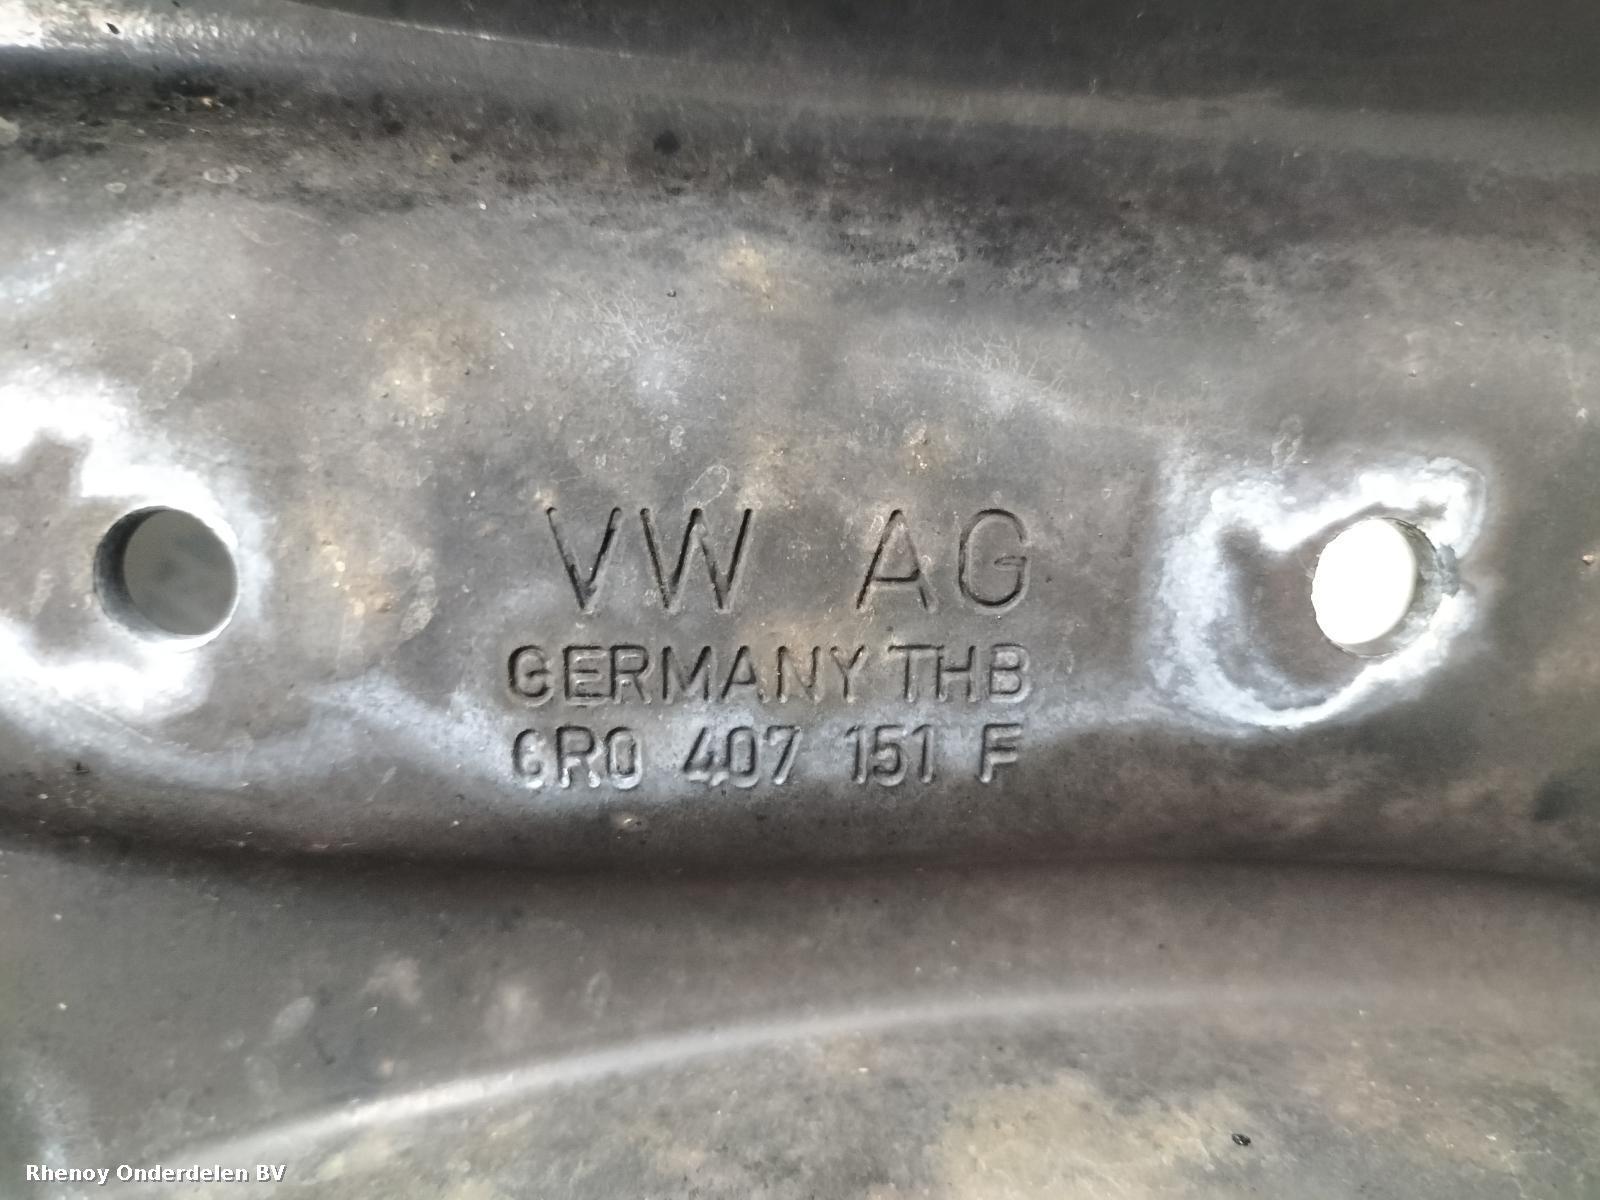 VW AG
GERMANY THB
6R0 407 151 F
Rhenoy Onderdelen BV